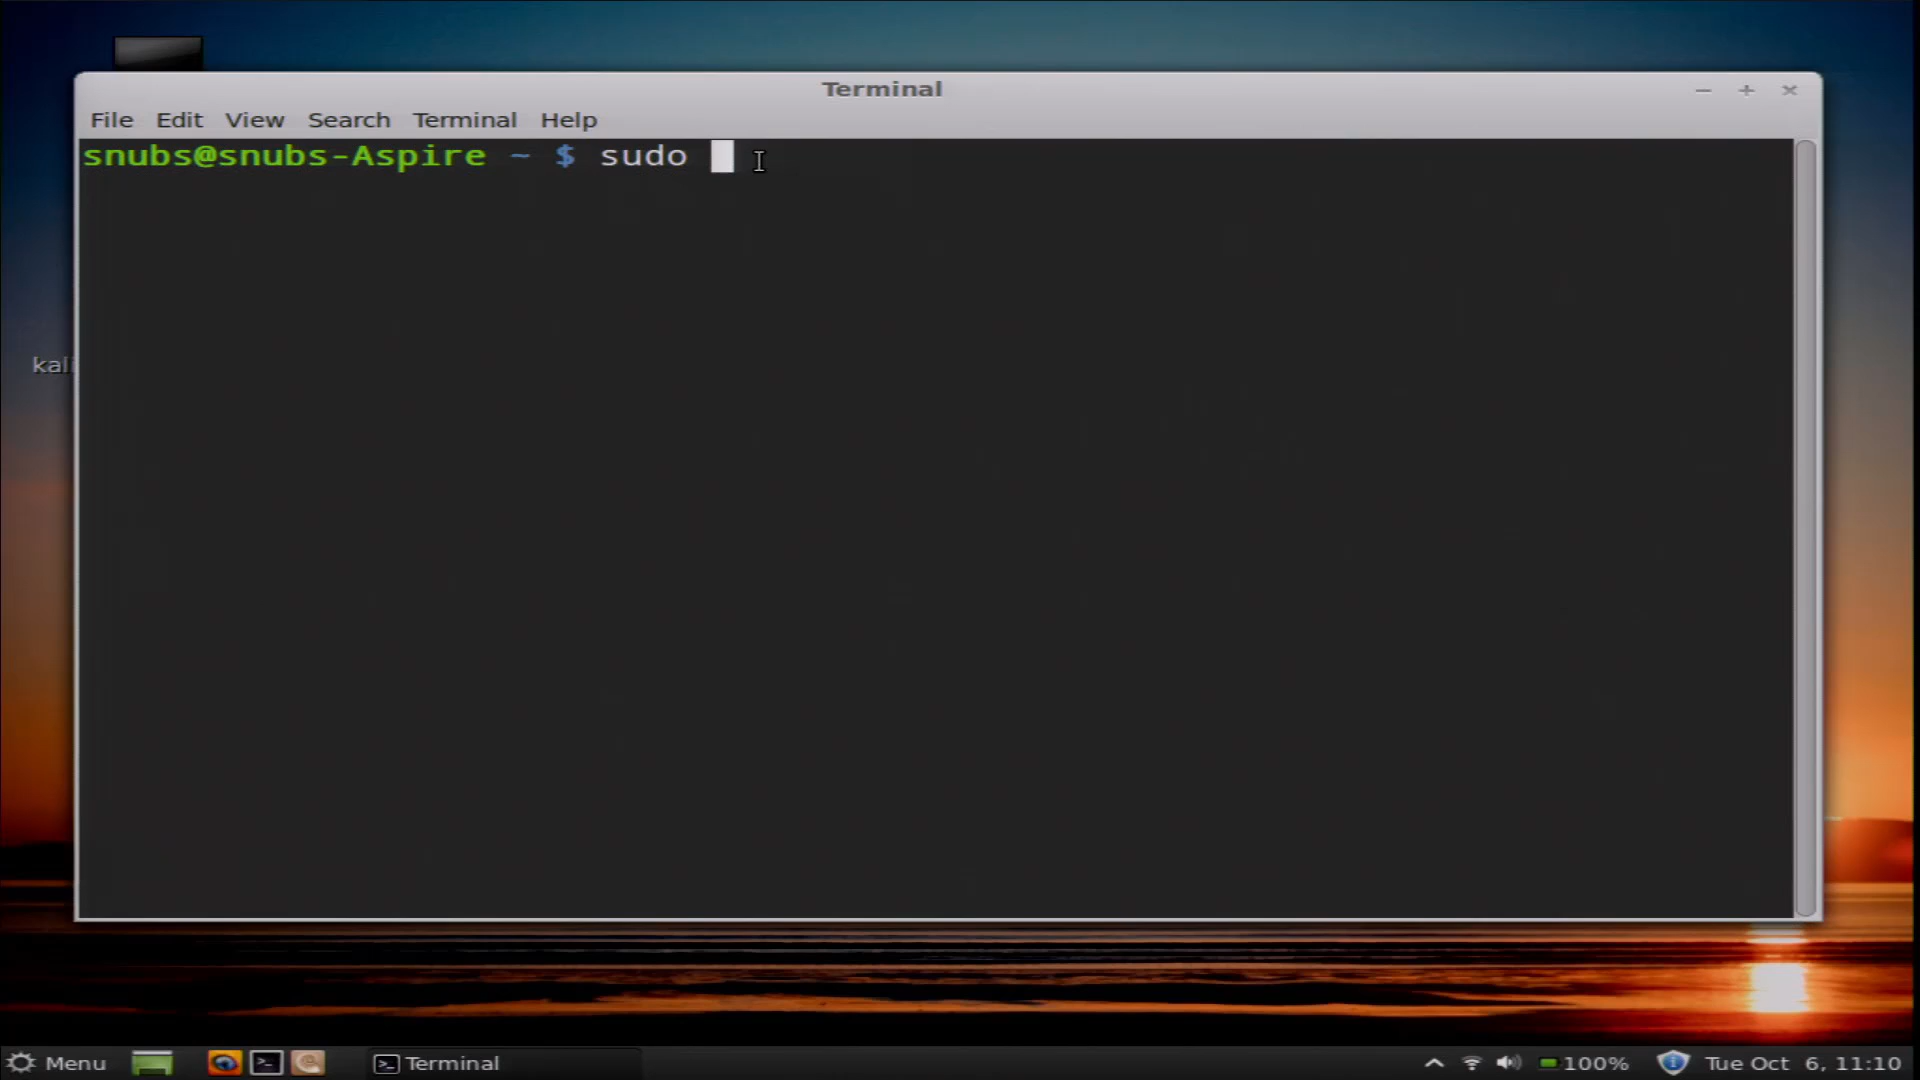 Terminal
File Edit View Search Terminal Help
snubs@snubs-Aspire ~ $ sudo
kali
Menu
Terminal
100%
Tue Oct 6, 11:10